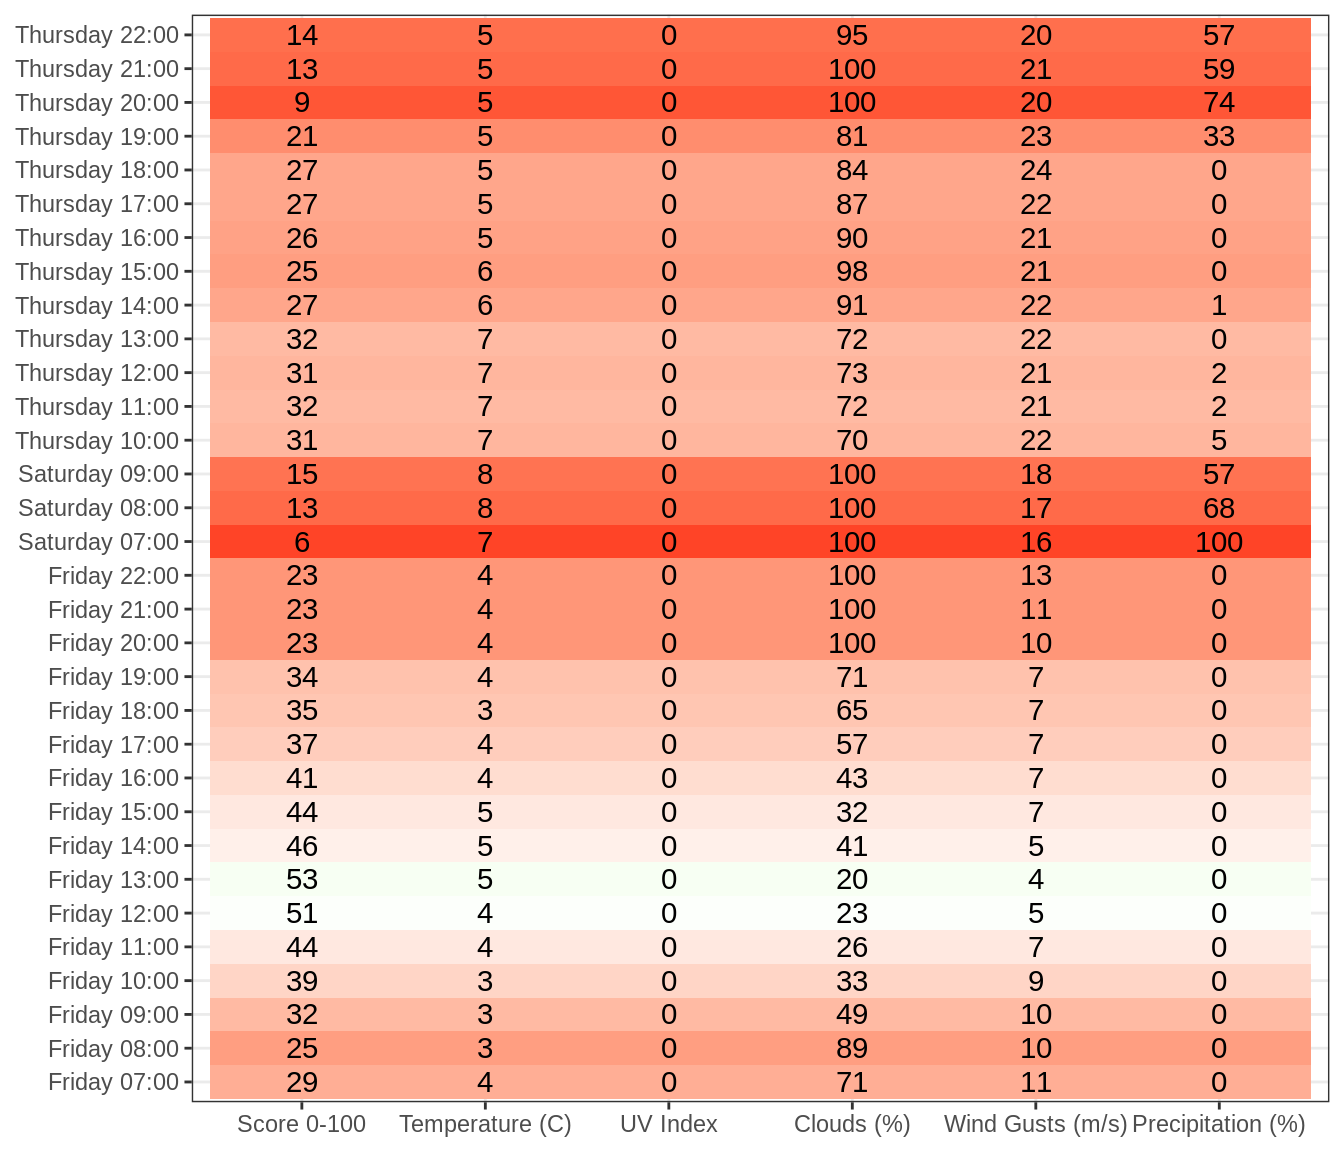 Thursday 22:00 14 5 0 95 20 57
Thursday 21:00 13 5 0 100 21 59
Thursday 20:00 9 5 0 100 20 74
Thursday 19:00 21 5 0 81 23 33
Thursday 18:00 27 5 0 84 24 0
Thursday 17:00 27 5 0 87 22 0
Thursday 16:00 26 5 0 90 21 0
Thursday 15:00 25 6 0 98 21 0
Thursday 14:00 27 6 0 91 22 1
Thursday 13:00 32 7 0 72 22 0
Thursday 12:00 31 7 0 73 21 2
Thursday 11:00 32 7 0 72 21 2
Thursday 10:00 31 7 0 70 22 5
Saturday 09:00 15 8 0 100 18 57
Saturday 08:00 13 8 0 100 17 68
Saturday 07:00 6 7 0 100 16 100
Friday 22:00 23 4 0 100 13 0
Friday 21:00 23 4 0 100 11 0
Friday 20:00 23 4 0 100 10 0
Friday 19:00 34 4 0 71 7 0
Friday 18:00 35 3 0 65 7 0
Friday 17:00 37 4 0 57 7 0
Friday 16:00 41 4 0 43 7 0
Friday 15:00 44 5 0 32 7 0
Friday 14:00 46 5 0 41 5 0
Friday 13:00 53 5 0 20 4 0
Friday 12:00 51 4 0 23 5 0
Friday 11:00 44 4 0 26 7 0
Friday 10:00 39 3 0 33 9 0
Friday 09:00 32 3 0 49 10 0
Friday 08:00 25 3 0 89 10 0
Friday 07:00 29 4 0 71 11 0
Score 0-100 Temperature (C) UV Index Clouds (%) Wind Gusts (m/s) Precipitation (%)